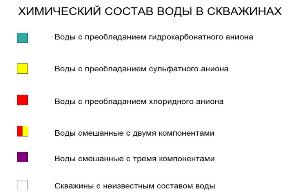 ХИМИЧЕСКИЙ СОСТАВ ВОДЫ В СКВАЖИНАХ
Воды с преобладанием гидрокарбонатного аниона
Воды с преобладанием сульфатного аниона
Воды с преобладанием хлоридного аниона
Воды смешанные с двумя компонентами
Воды смешанные с тремя компонентами
Скважины с неизвестным составом воды